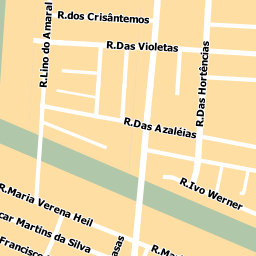 R.dos Crisântemos
R.Das Violetas
R.Lino do Amaral
R.Das Hortências
R.Das Azaléias
R.Ivo Werner
R.Maria Verena Heil
car Martins da Silva
Francisco
asas
R.Ma